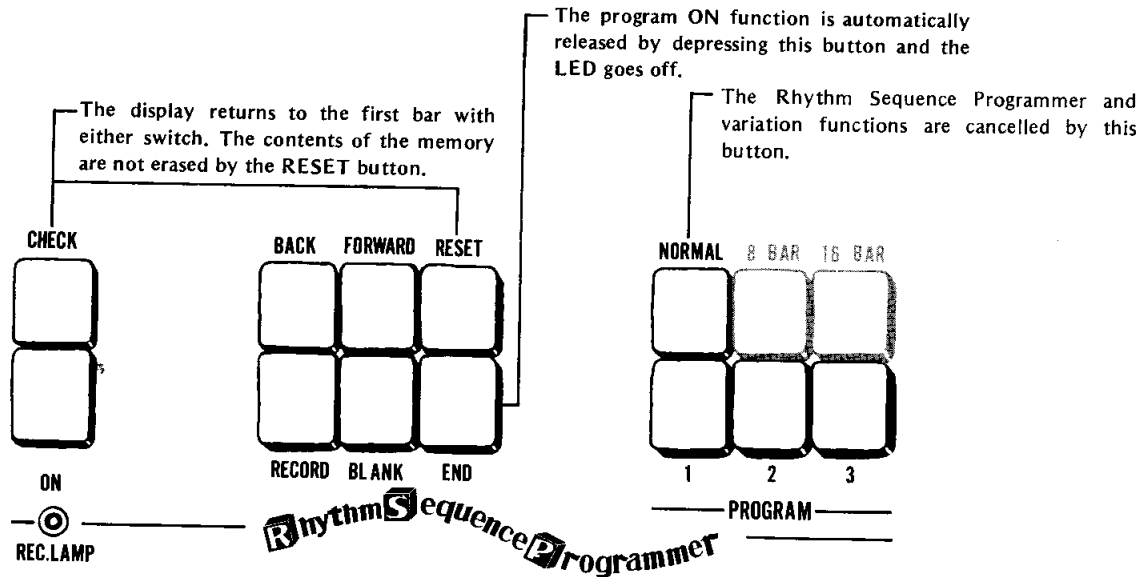 The program ON function is automatically
released by depressing this button and the
LED goes off.
The display returns to the first bar with
either switch. The contents of the memory
are not erased by the RESET button.
The Rhythm Sequence Programmer and
variation functions are cancelled by this
button.
CHECK
BACK FORWARD RESET
NORMAL 8 BAR 16 BAR
RECORD BLANK END
1 2 3
ON
PROGRAM
REC.LAMP
Rhythm Sequence Programmer